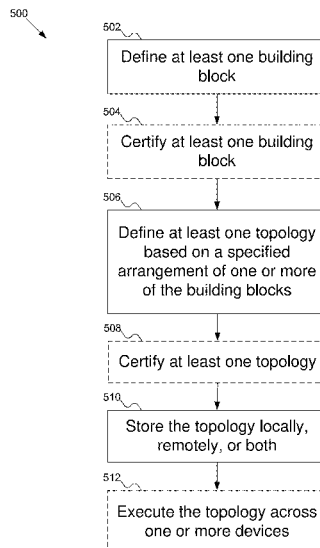 500
502
Define at least one building
block
504
Certify at least one building
block
506
Define at least one topology
based on a specified
arrangement of one or more
of the building blocks
508
Certify at least one topology
510
Store the topology locally,
remotely, or both
512
Execute the topology across
one or more devices